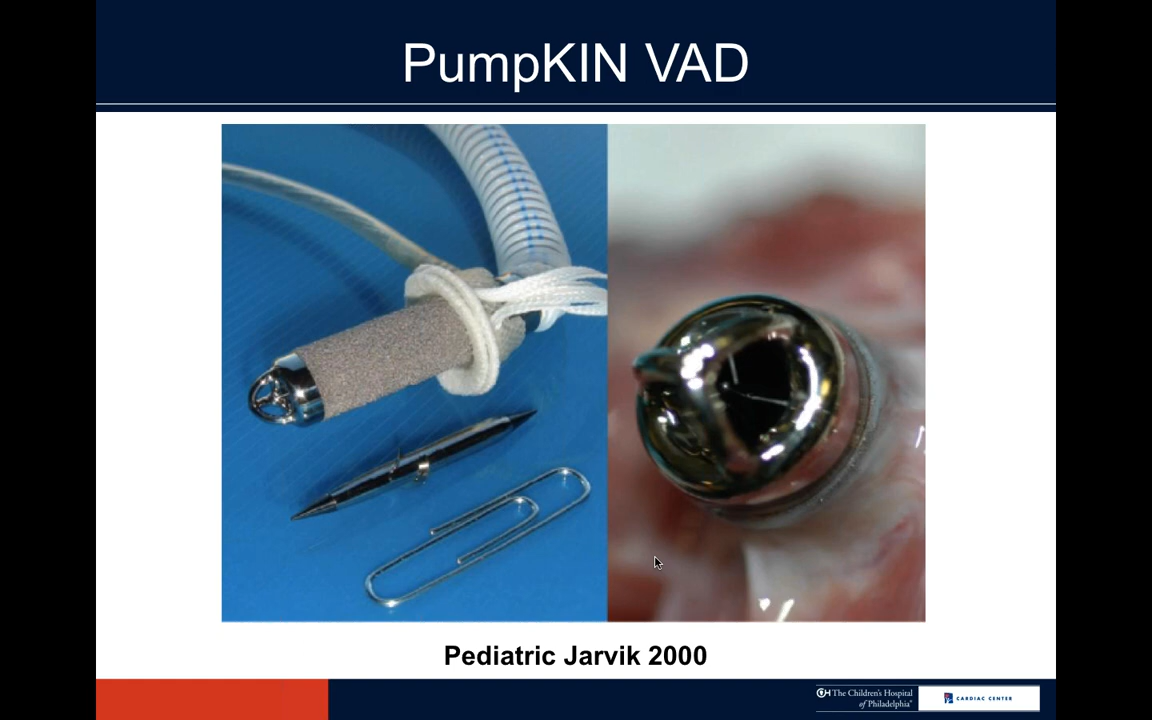 PumpKIN VAD
Pediatric Jarvik 2000
The Children's Hospital
of Philadelphia®
CARDIAC CENTER